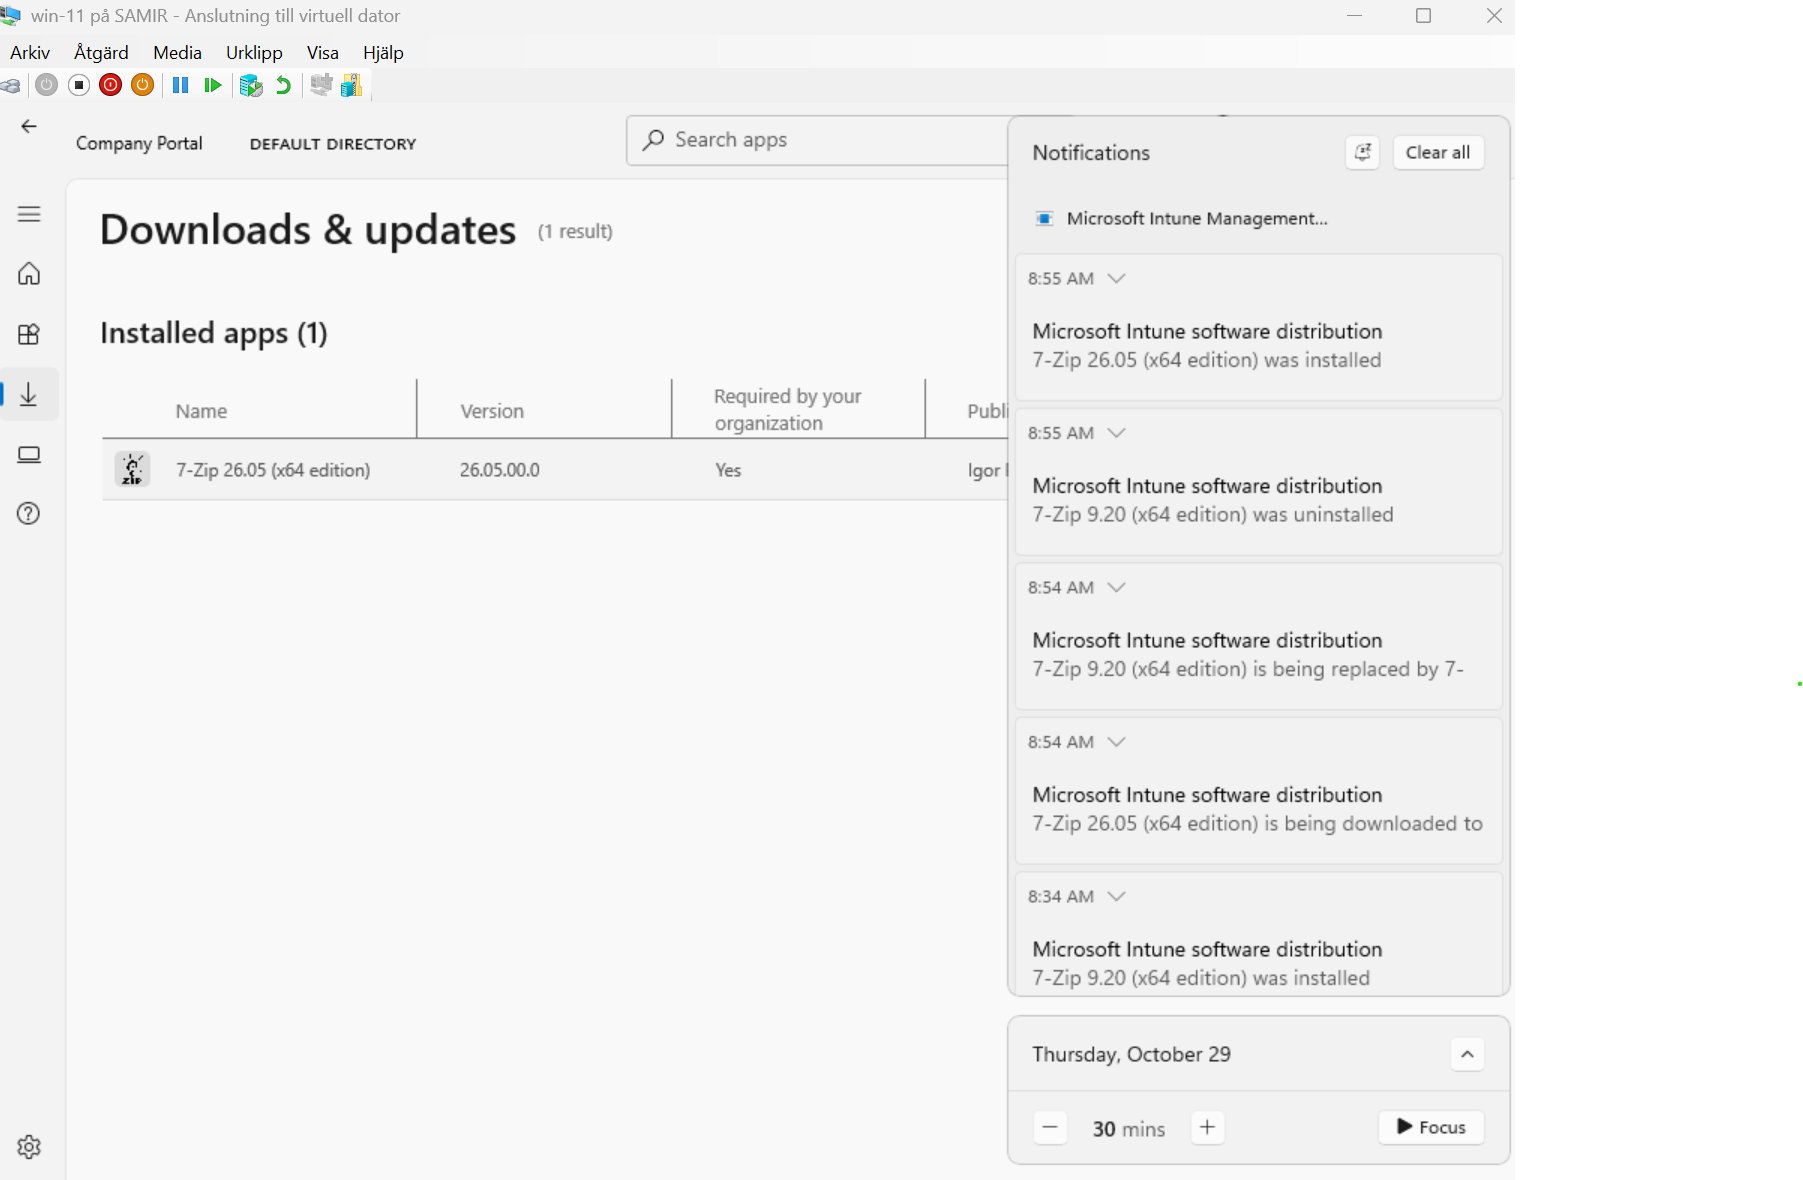 win-11 på SAMIR - Anslutning till virtuell dator
Arkiv Åtgärd Media Urklipp Visa Hjälp
Company Portal DEFAULT DIRECTORY
Search apps
Downloads & updates (1 result)
Installed apps (1)
Name Version Required by your organization Publi
7-Zip 26.05 (x64 edition) 26.05.00.0 Yes Igor
Notifications
Clear all
Microsoft Intune Management...
8:55 AM
Microsoft Intune software distribution
7-Zip 26.05 (x64 edition) was installed
8:55 AM
Microsoft Intune software distribution
7-Zip 9.20 (x64 edition) was uninstalled
8:54 AM
Microsoft Intune software distribution
7-Zip 9.20 (x64 edition) is being replaced by 7-
8:54 AM
Microsoft Intune software distribution
7-Zip 26.05 (x64 edition) is being downloaded to
8:34 AM
Microsoft Intune software distribution
7-Zip 9.20 (x64 edition) was installed
Thursday, October 29
30 mins
Focus